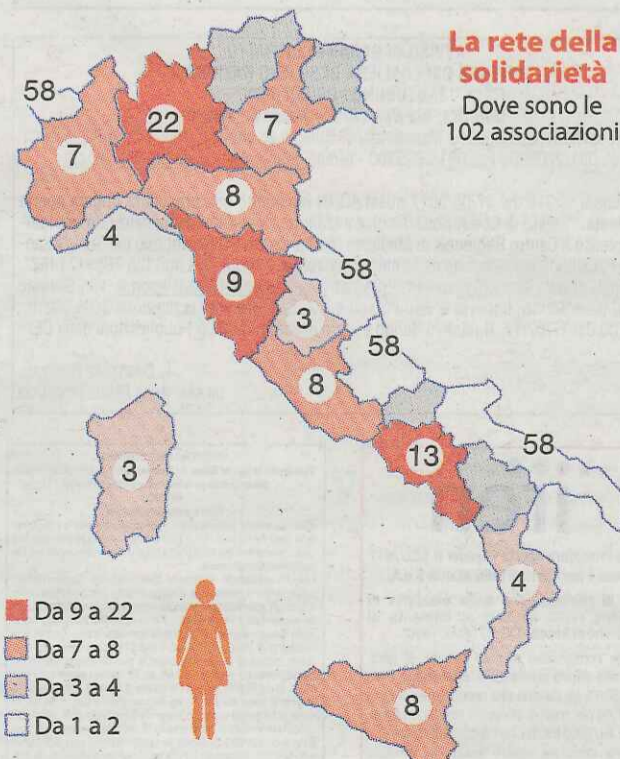 La rete della
solidarietà
Dove sono le
102 associazioni
58
7
22
7
8
4
9
58
3
8
58
13
58
3
4
8
Da 9 a 22
Da 7 a 8
Da 3 a 4
Da 1 a 2